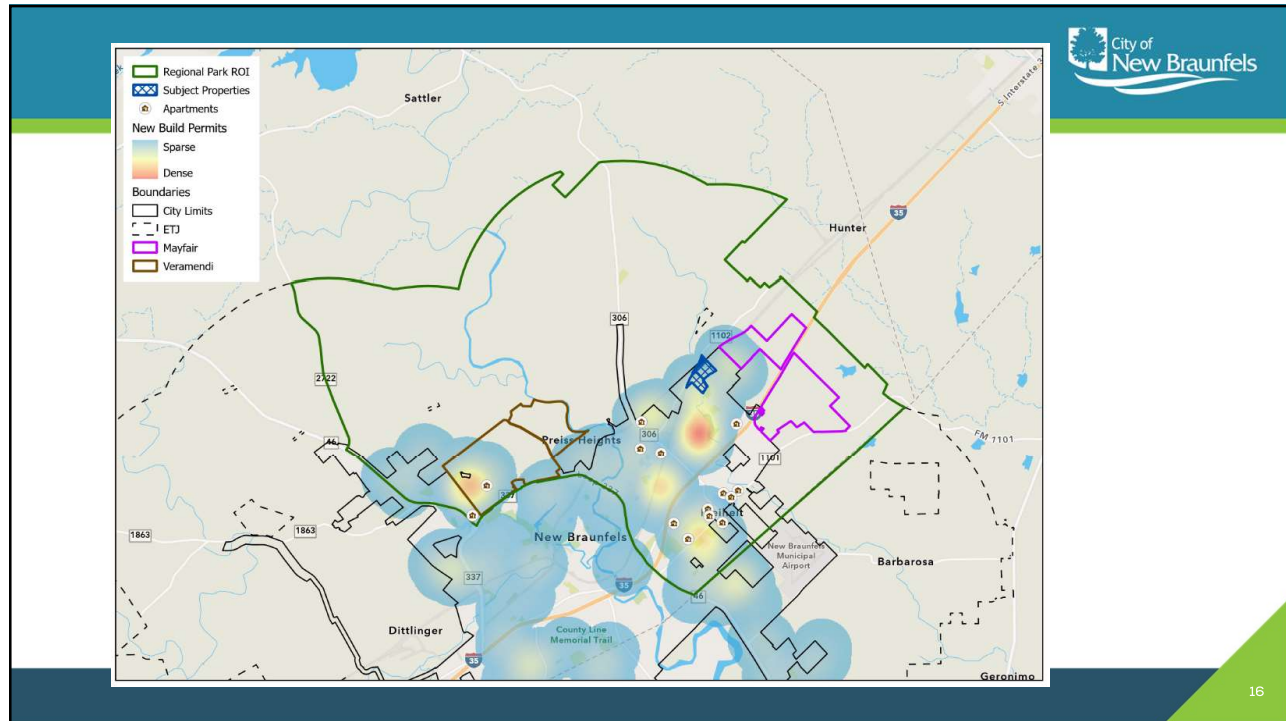 City of
New Braunfels
Regional Park ROI
Subject Properties
Apartments
New Build Permits
Sparse
Dense
Boundaries
City Limits
ETJ
Mayfair
Veramendi
Sattler
S Interstate
35
Hunter
306
1102
2722
46
Preiss Heights
306
FM 1101
1101
337
1863
1863
New Braunfels
New Braunfels
Municipal
Airport
Barbarosa
337
35
46
Dittlinger
County Line
Memorial Trail
35
Geronimo
16